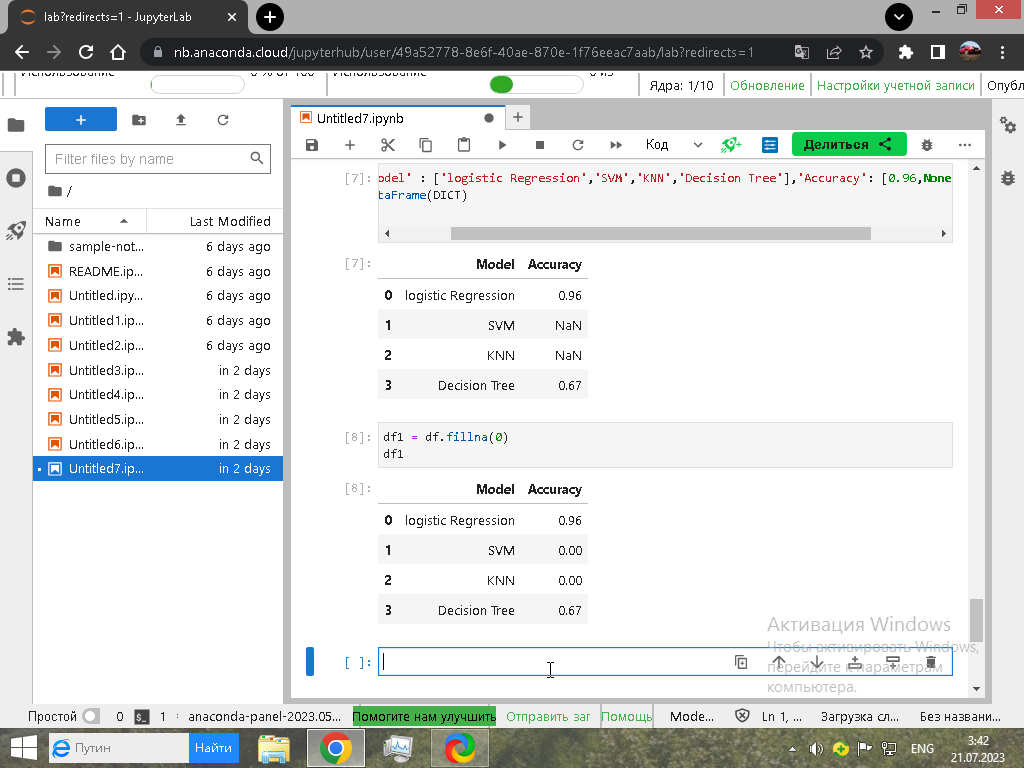 lab?redirects=1 - JupyterLab
nb.anaconda.cloud/jupyterhub/user/49a52778-8e6f-40ae-870e-1f76eeac7aab/lab?redirects=1
Использование 0 % от 100 Использование 0 из
Ядра: 1/10 Обновление Настройки учетной записи Опубл
Filter files by name
/
Name Last Modified
sample-not... 6 days ago
README.ip... 6 days ago
Untitled.ipy... 6 days ago
Untitled1.ip... 6 days ago
Untitled2.ip... 6 days ago
Untitled3.ip... in 2 days
Untitled4.ip... in 2 days
Untitled5.ip... in 2 days
Untitled6.ip... in 2 days
Untitled7.ip... in 2 days
Untitled7.ipynb
Код Делиться
[7]: odel' : ['logistic Regression','SVM','KNN','Decision Tree'],'Accuracy': [0.96,None
taFrame(DICT)
[7]:
Model Accuracy
0 logistic Regression 0.96
1 SVM NaN
2 KNN NaN
3 Decision Tree 0.67
[8]: df1 = df.fillna(0)
df1
[8]:
Model Accuracy
0 logistic Regression 0.96
1 SVM 0.00
2 KNN 0.00
3 Decision Tree 0.67
[ ]:
Активация Windows
Чтобы активировать Windows,
перейдите к параметрам
компьютера.
Простой 0 $_ 1 anaconda-panel-2023.05... Помогите нам улучшить Отправить заг Помощь Mode... Ln 1, ... Загрузка сл... Без названи...
Путин Найти
ENG
3:42
21.07.2023